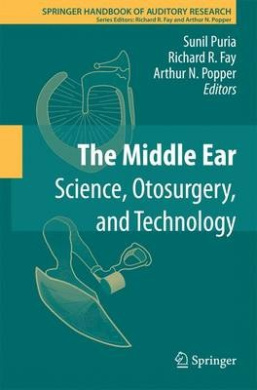 SPRINGER HANDBOOK OF AUDITORY RESEARCH
Series Editors: Richard R. Fay and Arthur N. Popper
Sunil Puria
Richard R. Fay
Arthur N. Popper
Editors
The Middle Ear
Science, Otosurgery,
and Technology
Springer